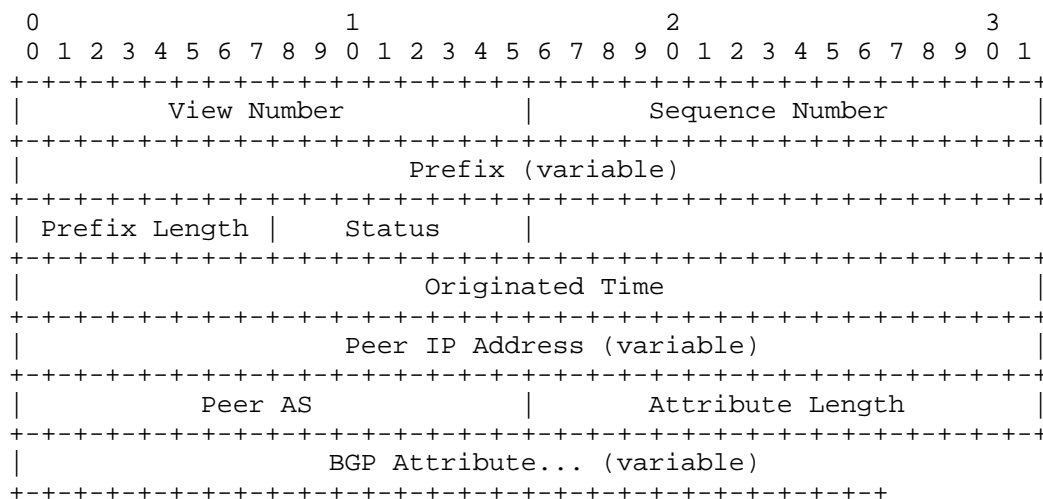 0                   1                   2                   3
 0 1 2 3 4 5 6 7 8 9 0 1 2 3 4 5 6 7 8 9 0 1 2 3 4 5 6 7 8 9 0 1
+-+-+-+-+-+-+-+-+-+-+-+-+-+-+-+-+-+-+-+-+-+-+-+-+-+-+-+-+-+-+-+-+
|         View Number           |       Sequence Number         |
+-+-+-+-+-+-+-+-+-+-+-+-+-+-+-+-+-+-+-+-+-+-+-+-+-+-+-+-+-+-+-+-+
|                        Prefix (variable)                      |
+-+-+-+-+-+-+-+-+-+-+-+-+-+-+-+-+-+-+-+-+-+-+-+-+-+-+-+-+-+-+-+-+
| Prefix Length |    Status     |
+-+-+-+-+-+-+-+-+-+-+-+-+-+-+-+-+-+-+-+-+-+-+-+-+-+-+-+-+-+-+-+-+
|                         Originated Time                       |
+-+-+-+-+-+-+-+-+-+-+-+-+-+-+-+-+-+-+-+-+-+-+-+-+-+-+-+-+-+-+-+-+
|                    Peer IP Address (variable)                 |
+-+-+-+-+-+-+-+-+-+-+-+-+-+-+-+-+-+-+-+-+-+-+-+-+-+-+-+-+-+-+-+-+
|           Peer AS             |       Attribute Length        |
+-+-+-+-+-+-+-+-+-+-+-+-+-+-+-+-+-+-+-+-+-+-+-+-+-+-+-+-+-+-+-+-+
|                   BGP Attribute... (variable)
+-+-+-+-+-+-+-+-+-+-+-+-+-+-+-+-+-+-+-+-+-+-+-+-+-+-+-+